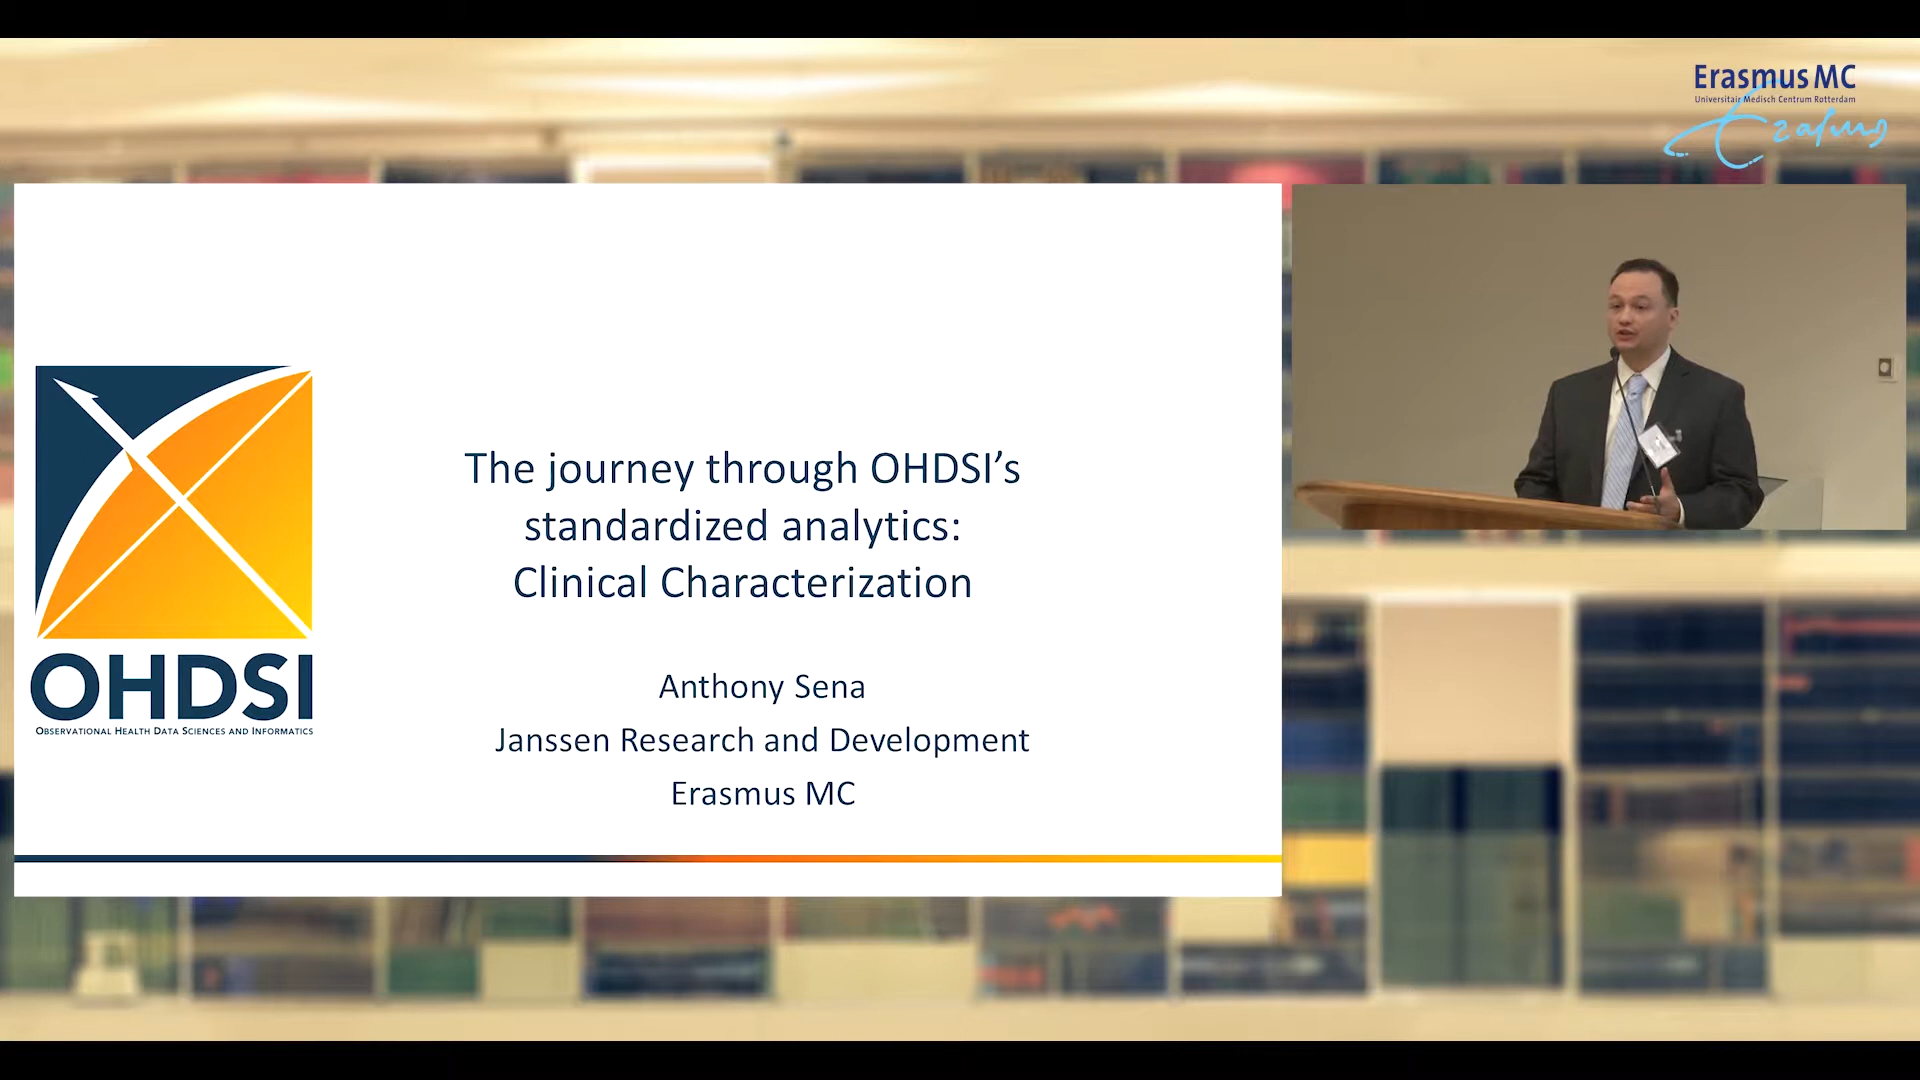 Erasmus MC
Universitair Medisch Centrum Rotterdam
Erasmus
The journey through OHDSI’s
standardized analytics:
Clinical Characterization
Anthony Sena
Janssen Research and Development
Erasmus MC
OHDSI
OBSERVATIONAL HEALTH DATA SCIENCES AND INFORMATICS